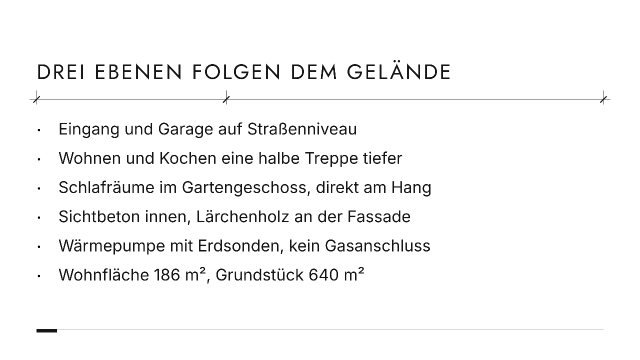 DREI EBENEN FOLGEN DEM GELÄNDE
· Eingang und Garage auf Straßenniveau
· Wohnen und Kochen eine halbe Treppe tiefer
· Schlafräume im Gartengeschoss, direkt am Hang
· Sichtbeton innen, Lärchenholz an der Fassade
· Wärmepumpe mit Erdsonden, kein Gasanschluss
· Wohnfläche 186 m², Grundstück 640 m²